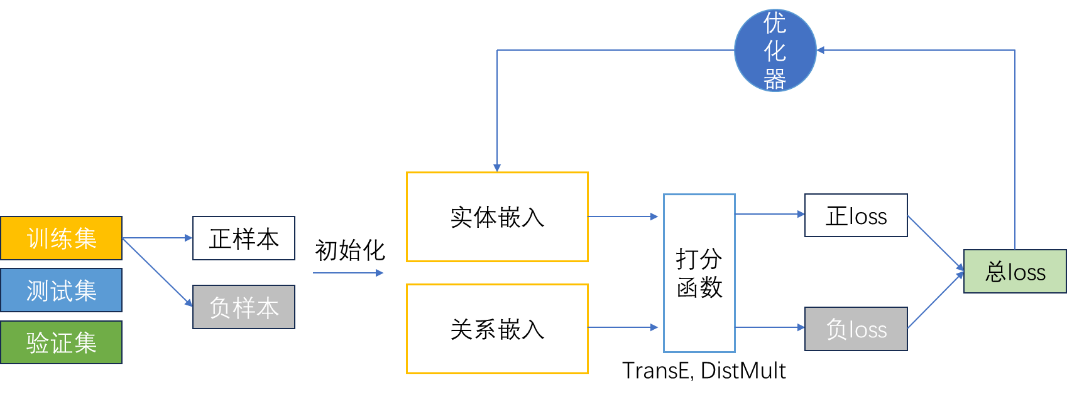 优
化
器
训练集
测试集
验证集
正样本
负样本
初始化
实体嵌入
关系嵌入
打分
函数
TransE, DistMult
正loss
负loss
总loss